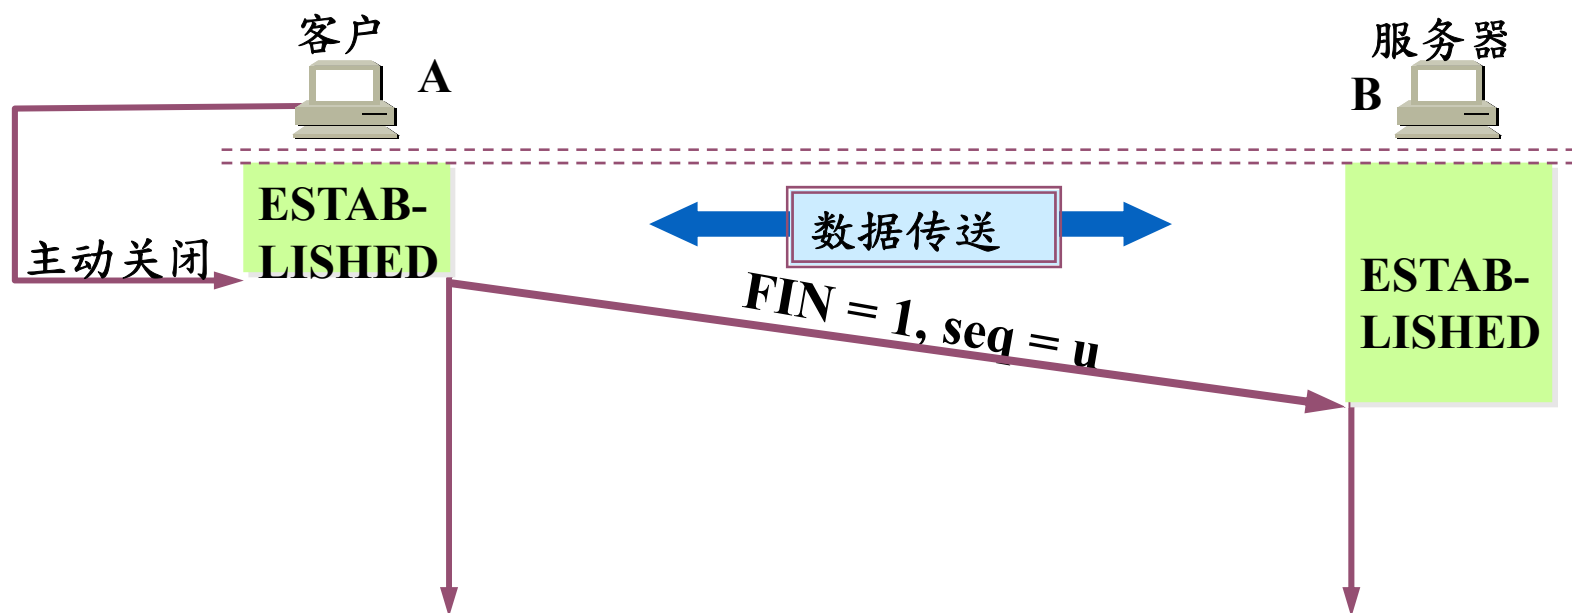 客户
服务器
A
B
ESTAB-
LISHED
数据传送
主动关闭
ESTAB-
LISHED
FIN = 1, seq = u